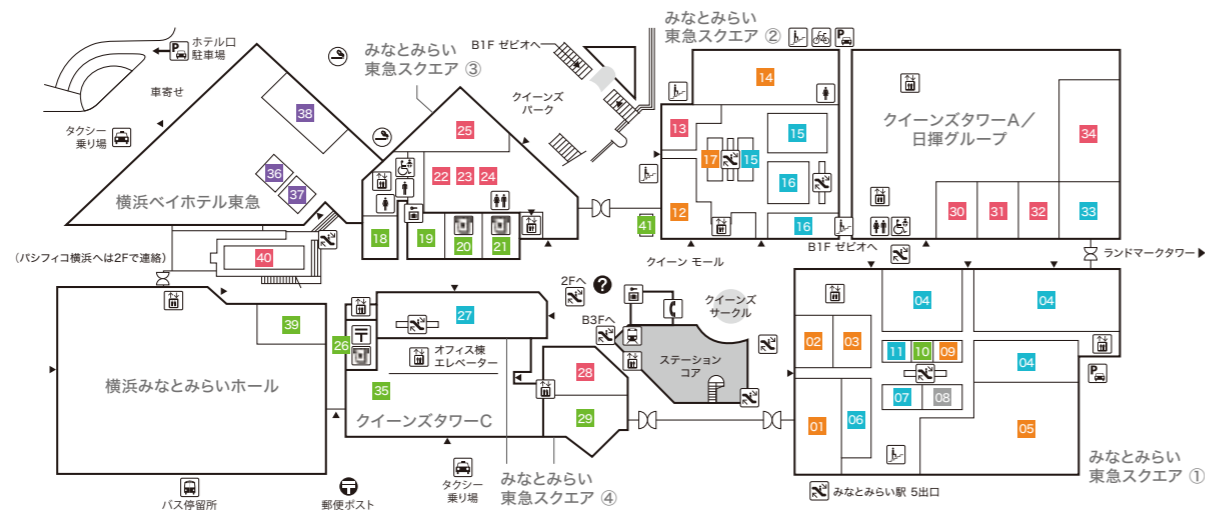 ホテル口
駐車場
車寄せ
タクシー
乗り場
38
36
37
横浜ベイホテル東急
(パシフィコ横浜へは2Fで連絡)
40
みなとみらい
東急スクエア ③
25
22 23 24
18
19
20
21
B1F ゼビオへ
クイーンズ
パーク
みなとみらい
東急スクエア ②
14
13
17
15
15
16
16
12
41
クイーン モール
クイーンズタワーA／
日揮グループ
34
30
31
32
33
B1F ゼビオへ
ランドマークタワー
39
横浜みなとみらいホール
バス停留所
26
27
オフィス棟
エレベーター
35
クイーンズタワーC
28
29
郵便ポスト
タクシー
乗り場
みなとみらい
東急スクエア ④
2Fへ
?
B3Fへ
クイーンズ
サークル
ステーション
コア
04
04
02
03
11
10
09
04
07
08
01
06
05
みなとみらい駅 5出口
みなとみらい
東急スクエア ①
P
P
P